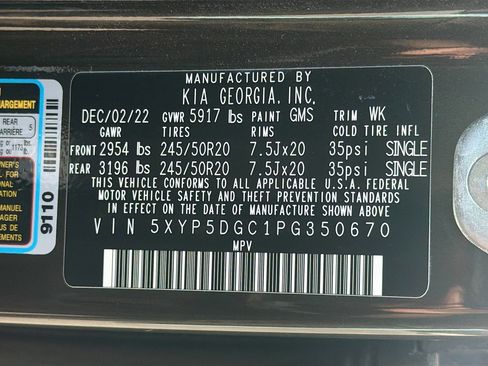 MANUFACTURED BY
KIA GEORGIA, INC.
DEC/02/22 GVWR 5917 lbs PAINT GMS TRIM WK
GAWR TIRES RIMS COLD TIRE INFL
FRONT 2954 lbs 245/50R20 7.5Jx20 35psi SINGLE
REAR 3196 lbs 245/50R20 7.5Jx20 35psi SINGLE
THIS VEHICLE CONFORMS TO ALL APPLICABLE U.S.A. FEDERAL
MOTOR VEHICLE SAFETY AND THEFT PREVENTION STANDARDS
IN EFFECT ON THE DATE OF MANUFACTURE SHOWN ABOVE
VIN 5XYP5DGC1PG350670
MPV
9110
REAR 5